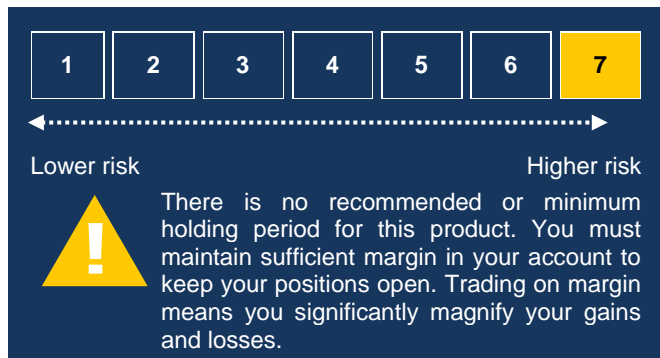 1 2 3 4 5 6 7
Lower risk Higher risk
!
There is no recommended or minimum
holding period for this product. You must
maintain sufficient margin in your account to
keep your positions open. Trading on margin
means you significantly magnify your gains
and losses.